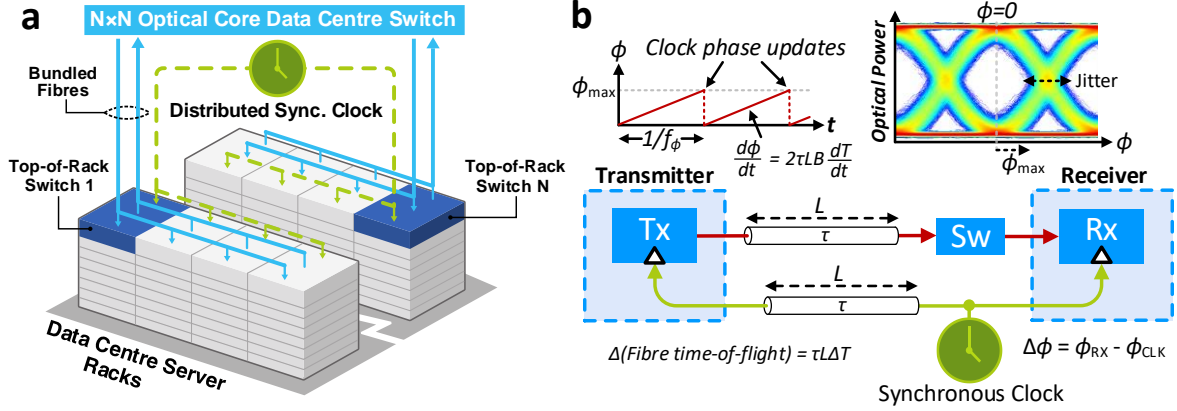 a
N×N Optical Core Data Centre Switch
Bundled
Fibres
Distributed Sync. Clock
Top-of-Rack
Switch 1
Top-of-Rack
Switch N
Data Centre Server
Racks
b
ϕ
Clock phase updates
ϕmax
t
1/fϕ
dϕ/dt = 2τLB dT/dt
ϕ=0
Optical Power
Jitter
ϕ
ϕmax
Transmitter
Receiver
L
Tx
τ
Sw
Rx
L
τ
Δ(Fibre time-of-flight) = τLΔT
Δϕ = ϕRX - ϕCLK
Synchronous Clock